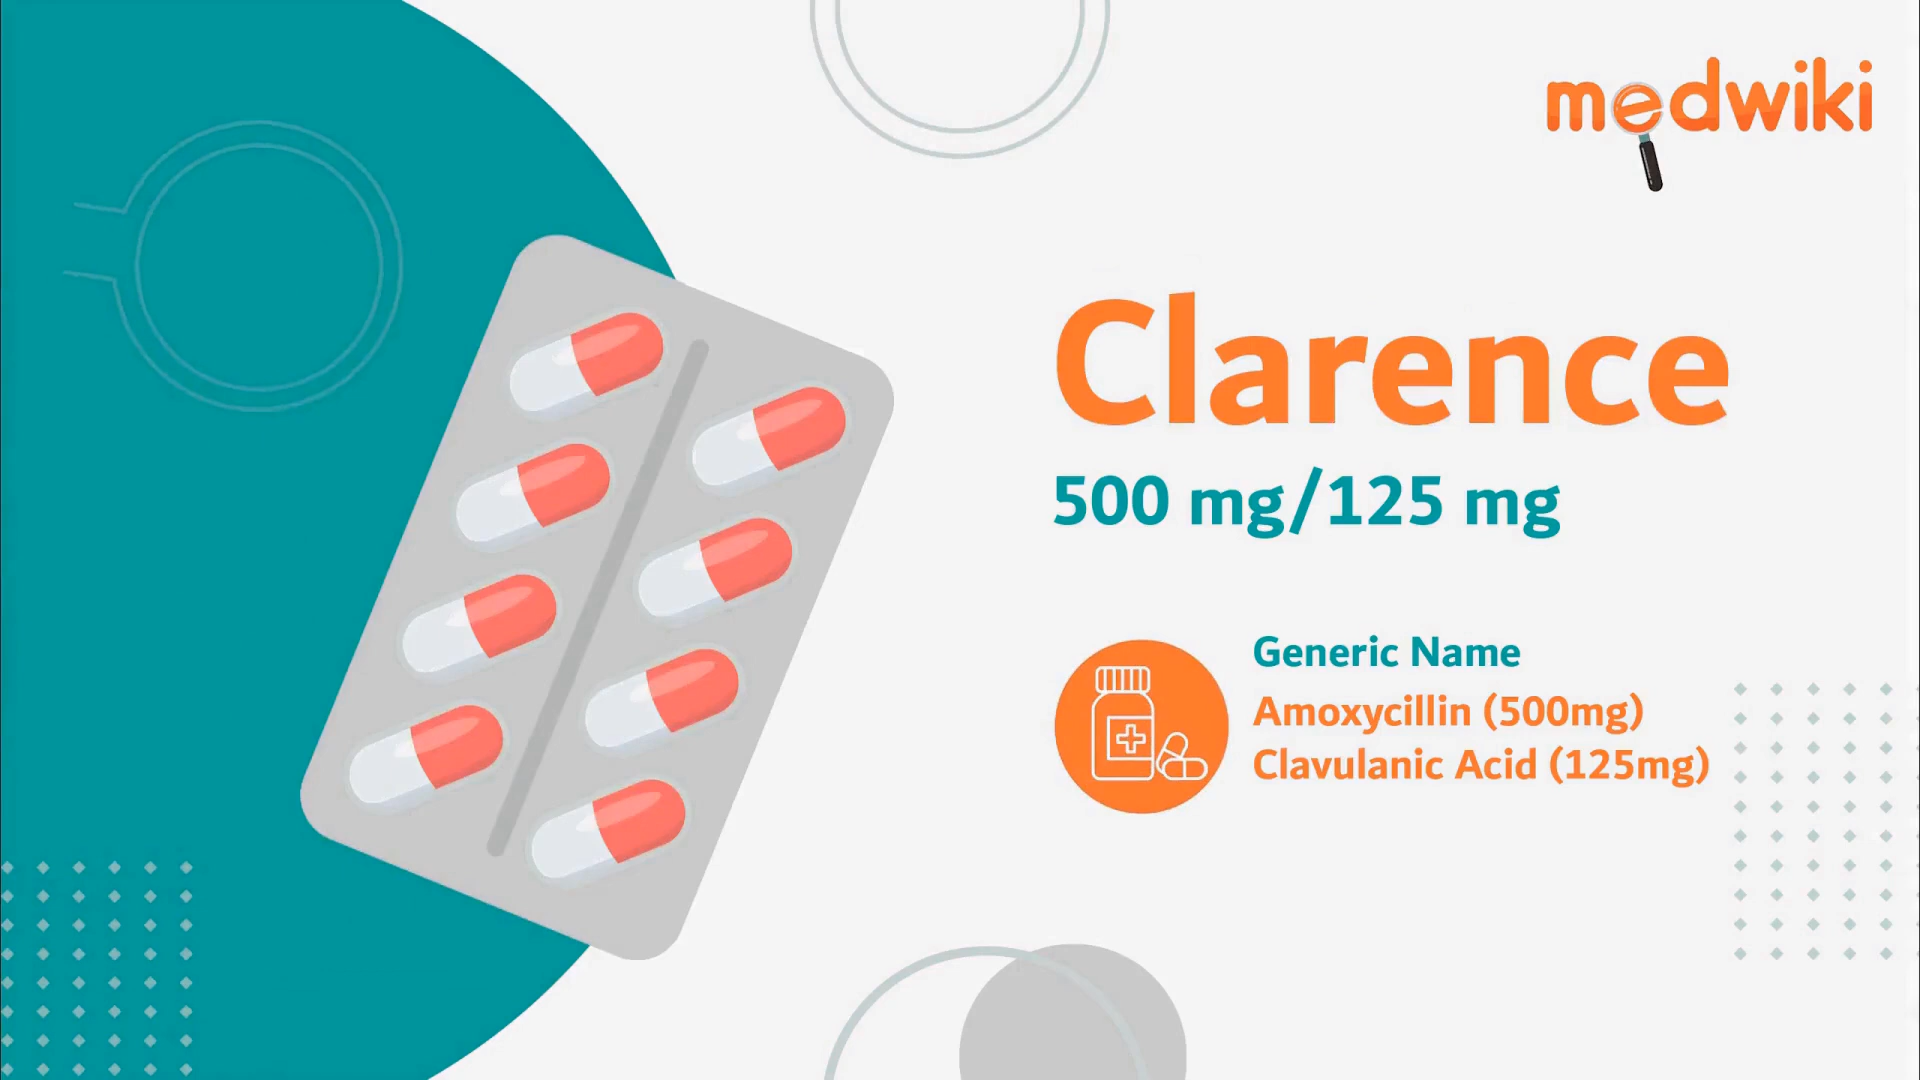 medwiki
Clarence
500 mg/125 mg
Generic Name
Amoxycillin (500mg)
Clavulanic Acid (125mg)